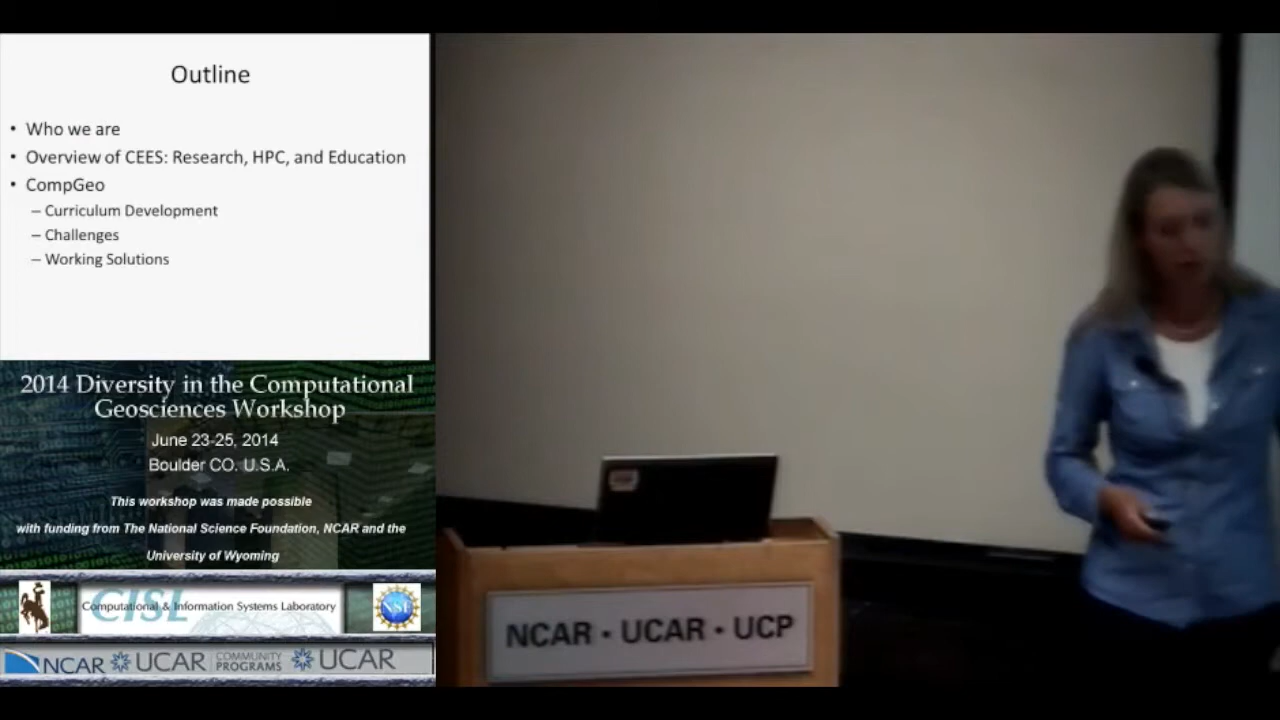 Outline
• Who we are
• Overview of CEES: Research, HPC, and Education
• CompGeo
– Curriculum Development
– Challenges
– Working Solutions
2014 Diversity in the Computational
Geosciences Workshop
June 23-25, 2014
Boulder CO. U.S.A.
This workshop was made possible
with funding from The National Science Foundation, NCAR and the
University of Wyoming
CISL
Computational & Information Systems Laboratory
NSF
NCAR UCAR COMMUNITY PROGRAMS UCAR
NCAR • UCAR • UCP